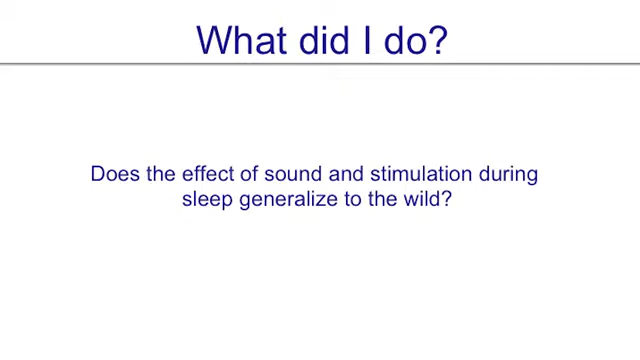 What did I do?
Does the effect of sound and stimulation during
sleep generalize to the wild?